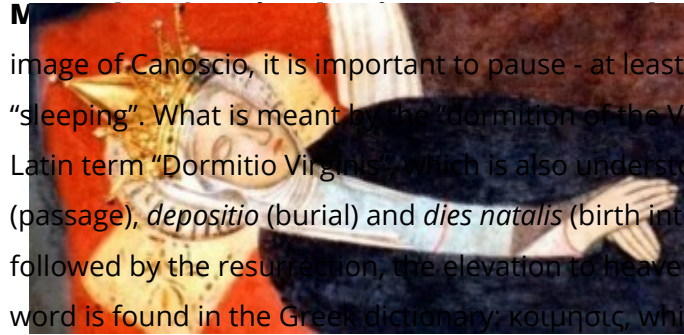 image of Canoscio, it is important to pause - at least
“sleeping”. What is meant by the “dormition of the V
Latin term “Dormitio Virginis”, which is also understo
(passage), depositio (burial) and dies natalis (birth int
followed by the resurrection, the elevation to heave
word is found in the Greek dictionary: κοιμησις, whi